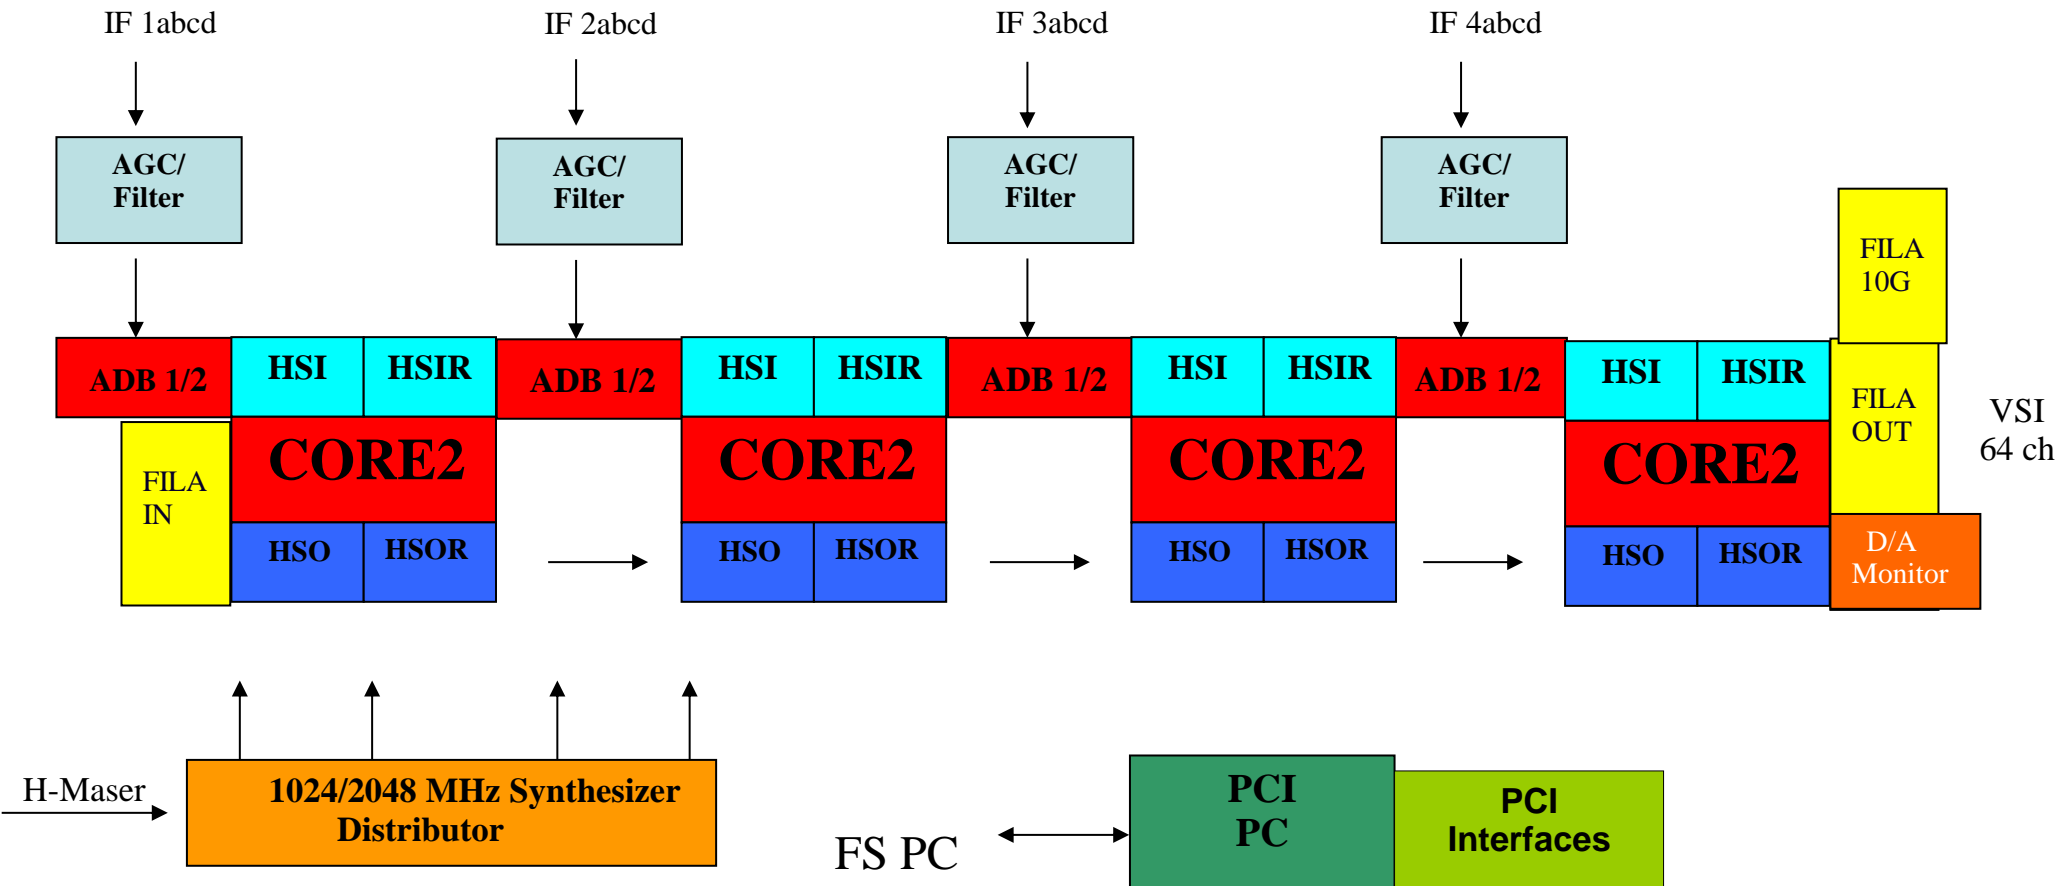 IF 1abcd
IF 2abcd
IF 3abcd
IF 4abcd
AGC/
Filter
AGC/
Filter
AGC/
Filter
AGC/
Filter
FILA
10G
ADB 1/2
HSI
HSIR
ADB 1/2
HSI
HSIR
ADB 1/2
HSI
HSIR
ADB 1/2
HSI
HSIR
FILA
OUT
VSI
64 ch
FILA
IN
CORE2
CORE2
CORE2
CORE2
HSO
HSOR
HSO
HSOR
HSO
HSOR
HSO
HSOR
D/A
Monitor
H-Maser
1024/2048 MHz Synthesizer
Distributor
FS PC
PCI
PC
PCI
Interfaces